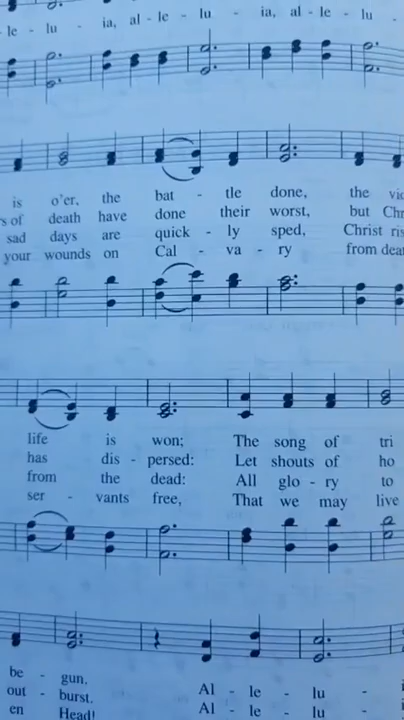 le - lu - ia, al - le - lu - ia, al - le - lu -
is o'er, the bat - tle done, the
of death have done their worst, but
sad days are quick - ly sped, Christ
your wounds on Cal - va - ry from
life is won; The song of tri
has dis - persed: Let shouts of ho
from the dead: All glo - ry to
ser - vants free, That we may live
be - gun.
out - burst. Al - le - lu -
en Head! Al - le - lu -